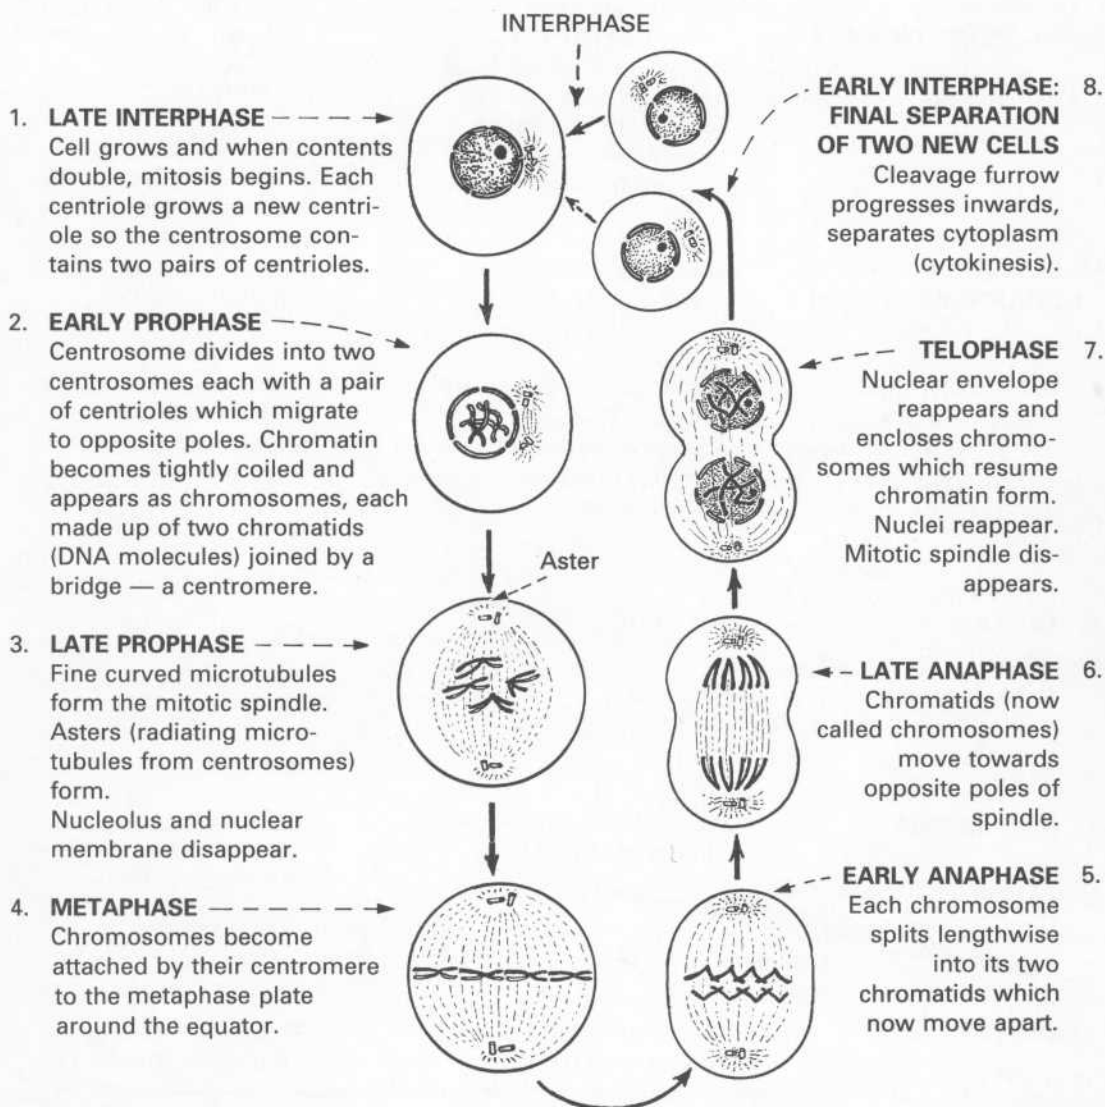 INTERPHASE
1. LATE INTERPHASE
Cell grows and when contents
double, mitosis begins. Each
centriole grows a new centri-
ole so the centrosome con-
tains two pairs of centrioles.
2. EARLY PROPHASE
Centrosome divides into two
centrosomes each with a pair
of centrioles which migrate
to opposite poles. Chromatin
becomes tightly coiled and
appears as chromosomes, each
made up of two chromatids
(DNA molecules) joined by a
bridge — a centromere.
Aster
3. LATE PROPHASE
Fine curved microtubules
form the mitotic spindle.
Asters (radiating micro-
tubules from centrosomes)
form.
Nucleolus and nuclear
membrane disappear.
4. METAPHASE
Chromosomes become
attached by their centromere
to the metaphase plate
around the equator.
EARLY INTERPHASE: 8.
FINAL SEPARATION
OF TWO NEW CELLS
Cleavage furrow
progresses inwards,
separates cytoplasm
(cytokinesis).
TELOPHASE 7.
Nuclear envelope
reappears and
encloses chromo-
somes which resume
chromatin form.
Nuclei reappear.
Mitotic spindle dis-
appears.
LATE ANAPHASE 6.
Chromatids (now
called chromosomes)
move towards
opposite poles of
spindle.
EARLY ANAPHASE 5.
Each chromosome
splits lengthwise
into its two
chromatids which
now move apart.